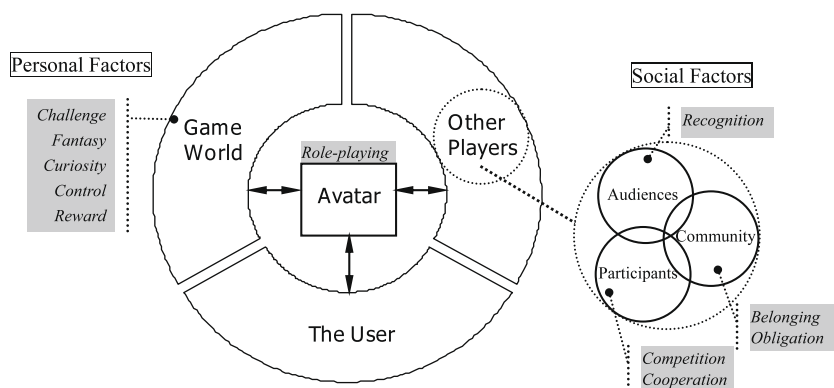 Personal Factors
Challenge
Fantasy
Curiosity
Control
Reward
Game
World
Role-playing
Avatar
The User
Other
Players
Social Factors
Recognition
Audiences
Community
Participants
Belonging
Obligation
Competition
Cooperation